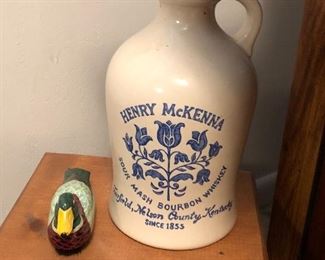 HENRY McKENNA
SOUR MASH BOURBON WHISKEY
Fairfield, Nelson County, Kentucky
SINCE 1855